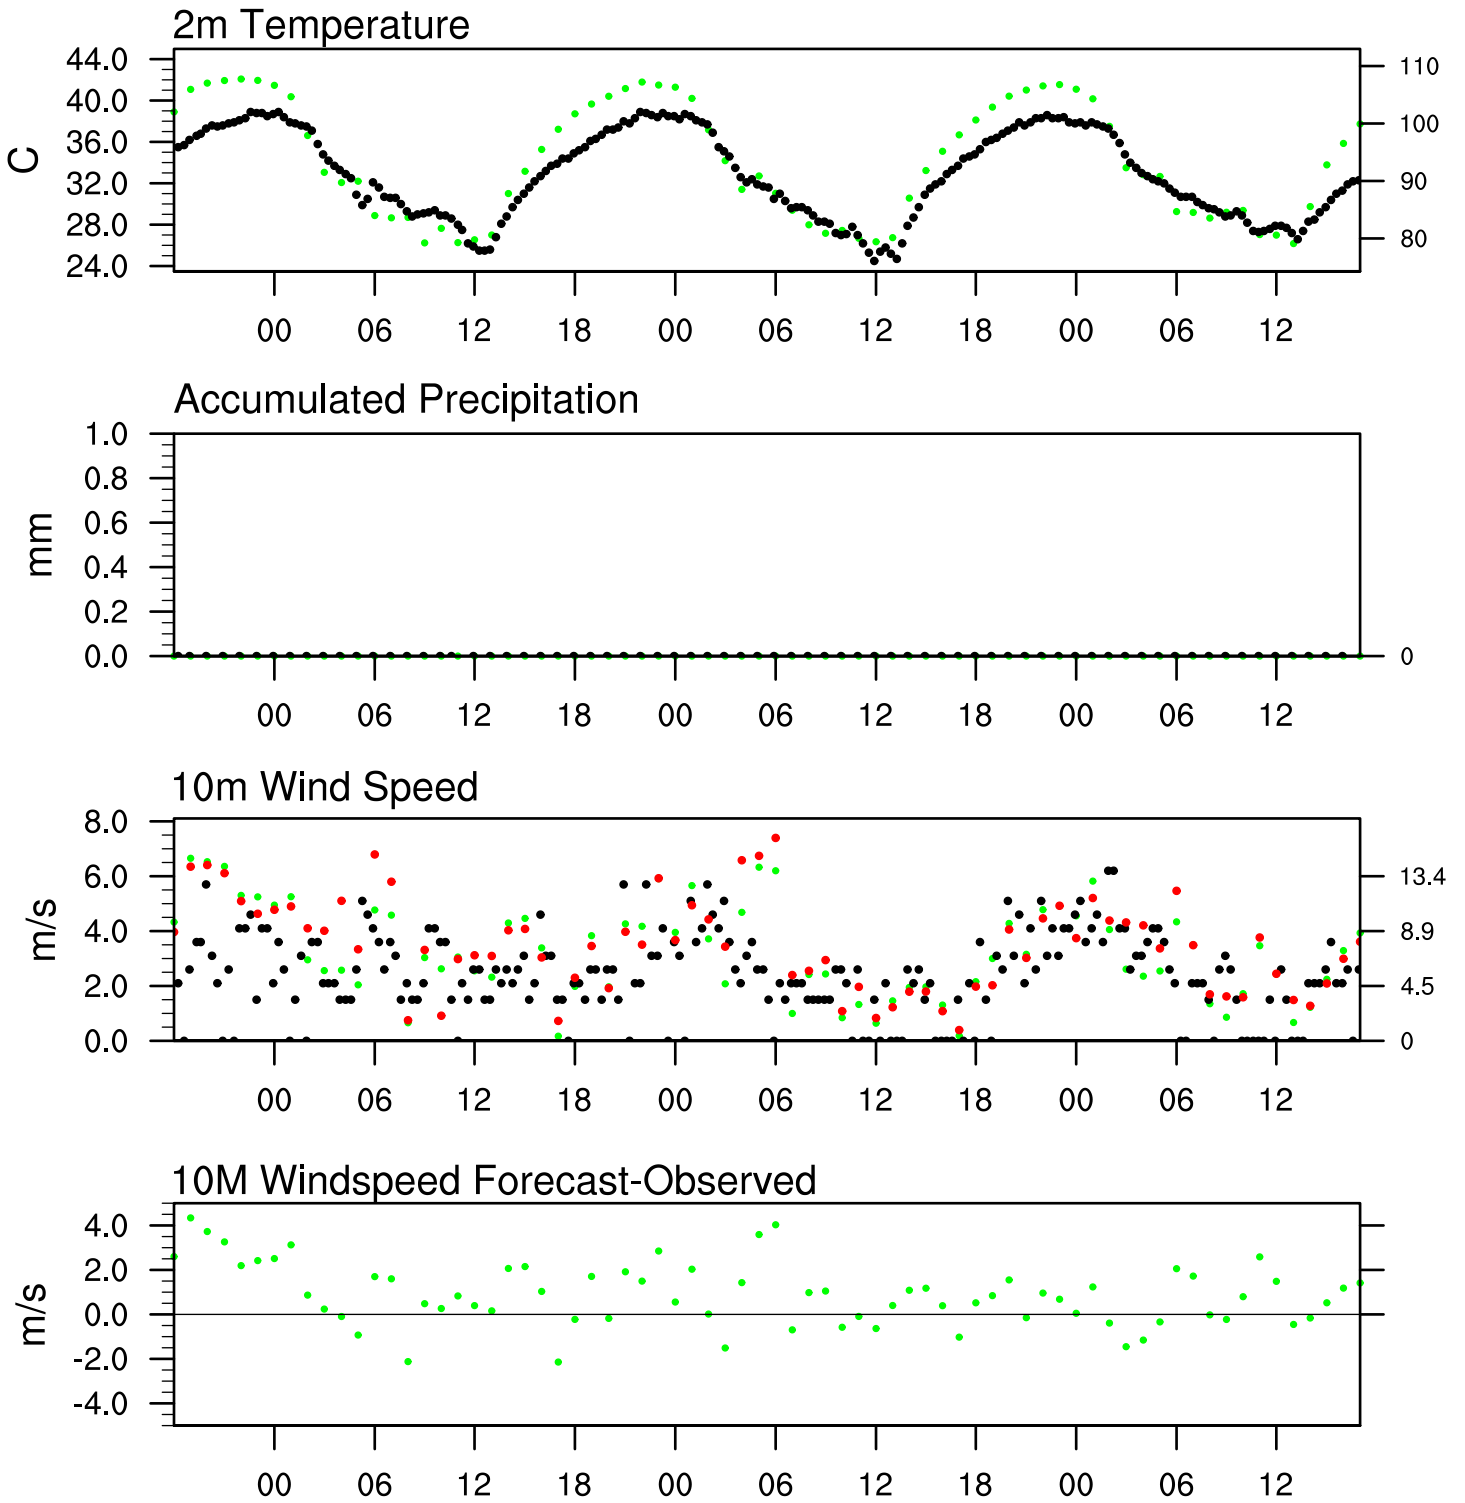 2m Temperature
44.0
40.0
36.0
32.0
28.0
24.0
C
110
100
90
80
00 06 12 18 00 06 12 18 00 06 12
Accumulated Precipitation
1.0
0.8
0.6
0.4
0.2
0.0
mm
0
00 06 12 18 00 06 12 18 00 06 12
10m Wind Speed
8.0
6.0
4.0
2.0
0.0
m/s
13.4
8.9
4.5
0
00 06 12 18 00 06 12 18 00 06 12
10M Windspeed Forecast-Observed
4.0
2.0
0.0
-2.0
-4.0
m/s
00 06 12 18 00 06 12 18 00 06 12